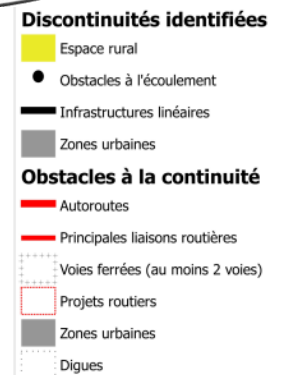 Discontinuités identifiées
Espace rural
Obstacles à l'écoulement
Infrastructures linéaires
Zones urbaines
Obstacles à la continuité
Autoroutes
Principales liaisons routières
Voies ferrées (au moins 2 voies)
Projets routiers
Zones urbaines
Digues